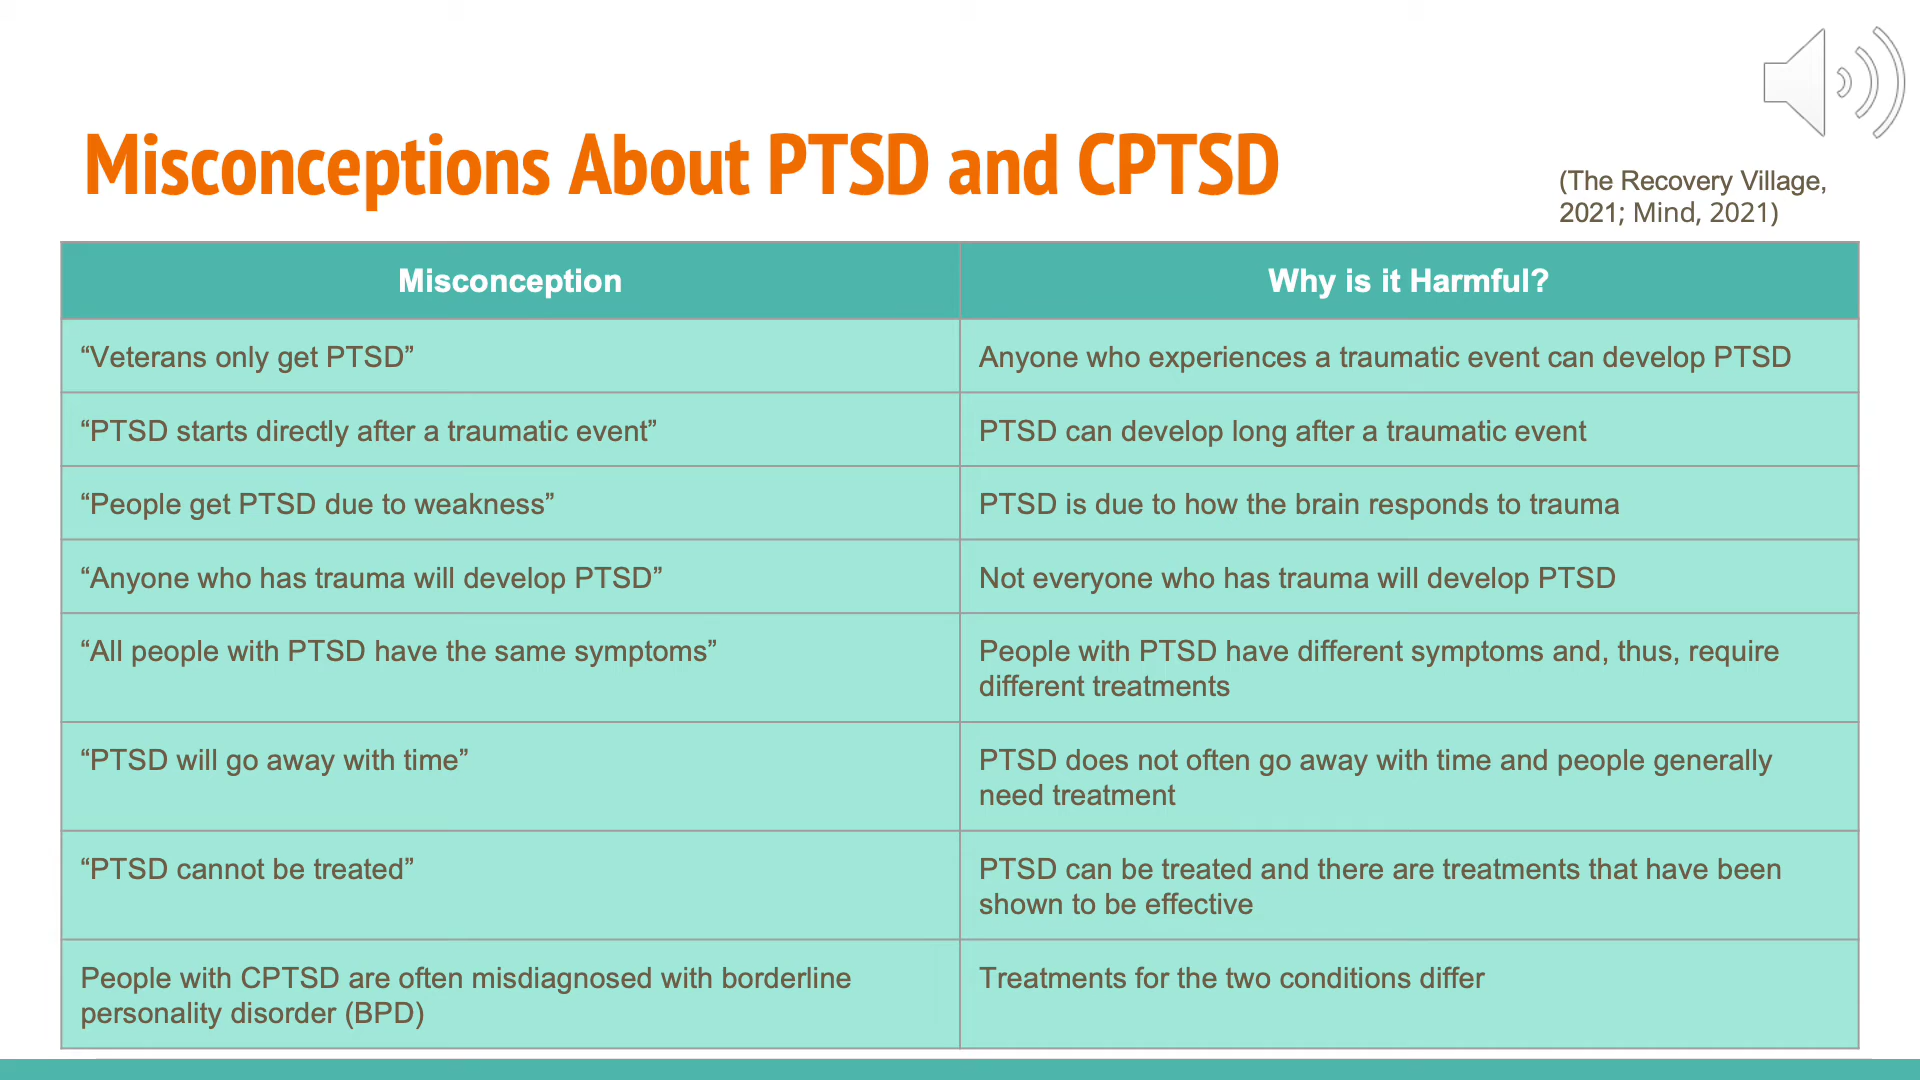 Misconceptions About PTSD and CPTSD
(The Recovery Village,
2021; Mind, 2021)
Misconception
Why is it Harmful?
“Veterans only get PTSD”
Anyone who experiences a traumatic event can develop PTSD
“PTSD starts directly after a traumatic event”
PTSD can develop long after a traumatic event
“People get PTSD due to weakness”
PTSD is due to how the brain responds to trauma
“Anyone who has trauma will develop PTSD”
Not everyone who has trauma will develop PTSD
“All people with PTSD have the same symptoms”
People with PTSD have different symptoms and, thus, require
different treatments
“PTSD will go away with time”
PTSD does not often go away with time and people generally
need treatment
“PTSD cannot be treated”
PTSD can be treated and there are treatments that have been
shown to be effective
People with CPTSD are often misdiagnosed with borderline
personality disorder (BPD)
Treatments for the two conditions differ